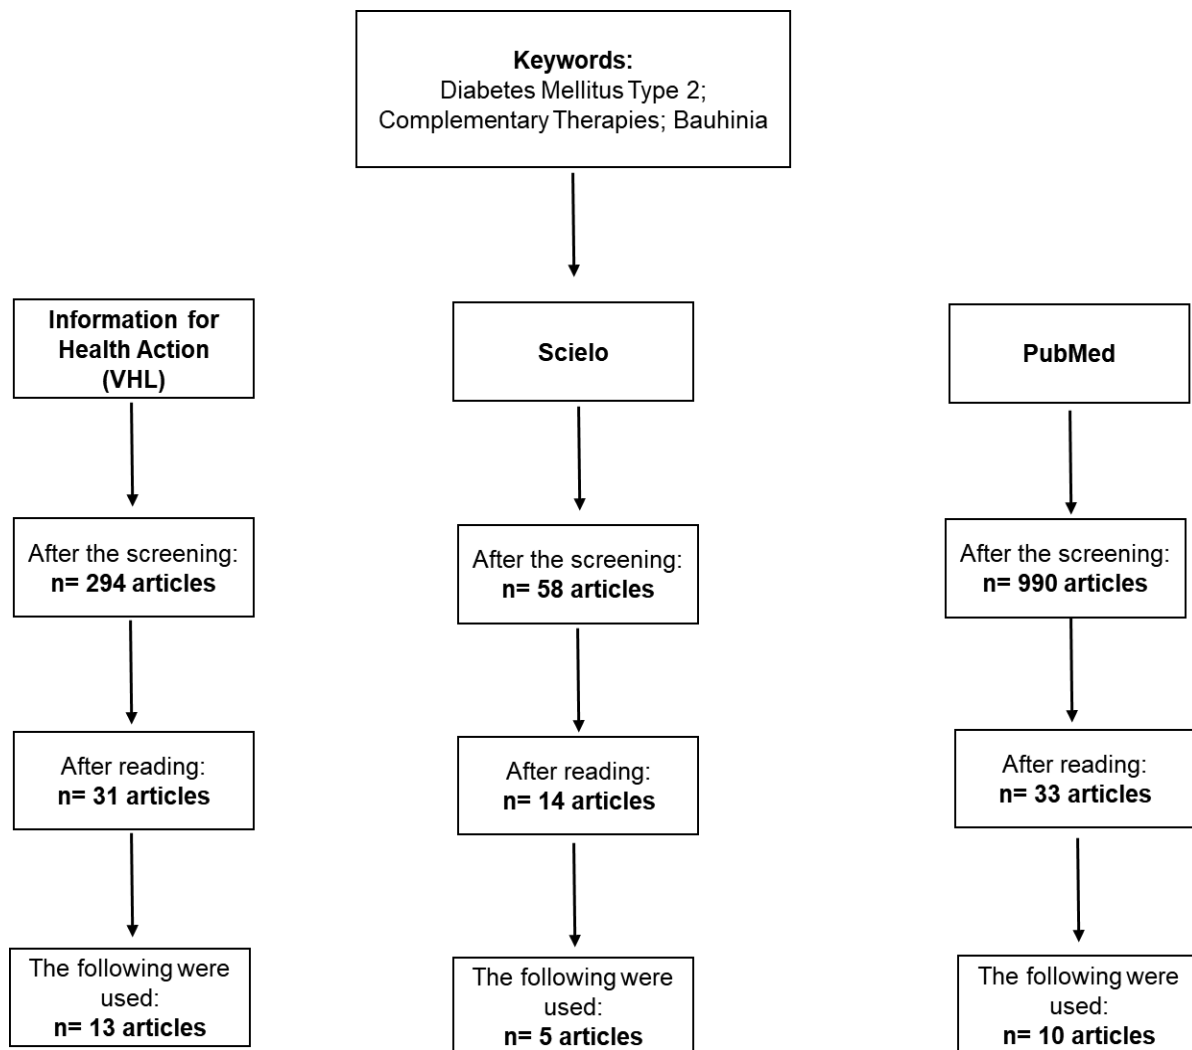 Keywords:
Diabetes Mellitus Type 2;
Complementary Therapies; Bauhinia
Information for
Health Action
(VHL)
Scielo
PubMed
After the screening:
n= 294 articles
After the screening:
n= 58 articles
After the screening:
n= 990 articles
After reading:
n= 31 articles
After reading:
n= 14 articles
After reading:
n= 33 articles
The following were
used:
n= 13 articles
The following were
used:
n= 5 articles
The following were
used:
n= 10 articles